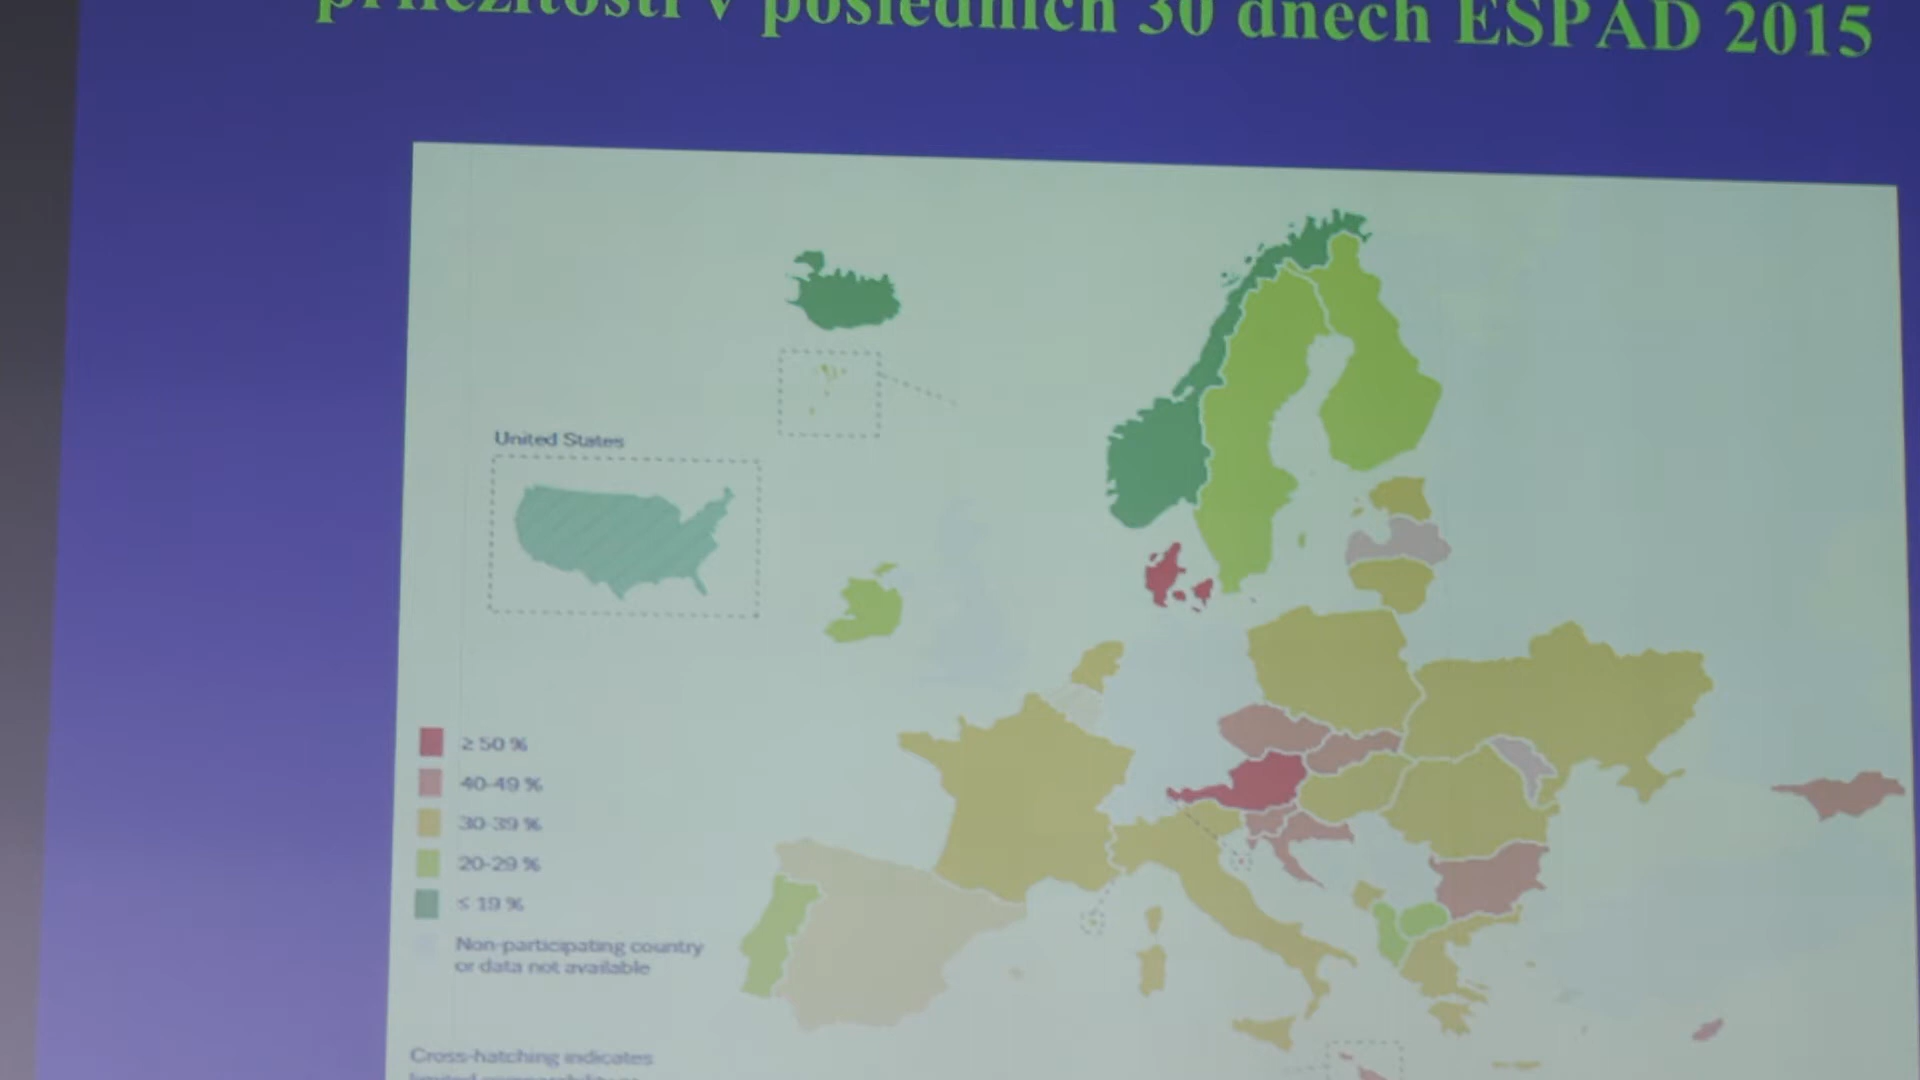 příležitosti v posledních 30 dnech ESPAD 2015
United States
≥ 50 %
40-49 %
30-39 %
20-29 %
≤ 19 %
Non-participating country
or data not available
Cross-hatching indicates